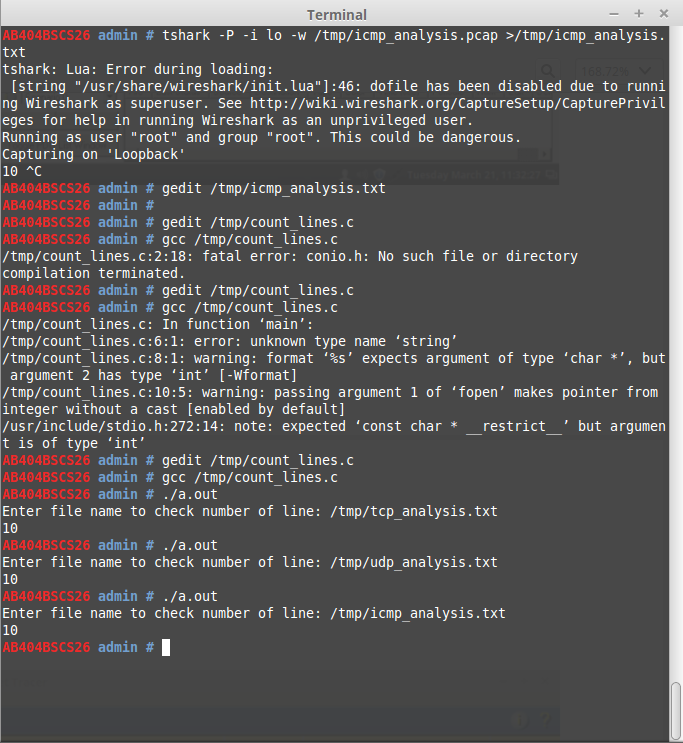 Terminal
AB404BSCS26 admin # tshark -P -i lo -w /tmp/icmp_analysis.pcap >/tmp/icmp_analysis.
txt
tshark: Lua: Error during loading:
 [string "/usr/share/wireshark/init.lua"]:46: dofile has been disabled due to runni
ng Wireshark as superuser. See http://wiki.wireshark.org/CaptureSetup/CapturePrivil
eges for help in running Wireshark as an unprivileged user.
Running as user "root" and group "root". This could be dangerous.
Capturing on 'Loopback'
10 ^C
AB404BSCS26 admin # gedit /tmp/icmp_analysis.txt
AB404BSCS26 admin #
AB404BSCS26 admin # gedit /tmp/count_lines.c
AB404BSCS26 admin # gcc /tmp/count_lines.c
/tmp/count_lines.c:2:18: fatal error: conio.h: No such file or directory
compilation terminated.
AB404BSCS26 admin # gedit /tmp/count_lines.c
AB404BSCS26 admin # gcc /tmp/count_lines.c
/tmp/count_lines.c: In function ‘main’:
/tmp/count_lines.c:6:1: error: unknown type name ‘string’
/tmp/count_lines.c:8:1: warning: format ‘%s’ expects argument of type ‘char *’, but
 argument 2 has type ‘int’ [-Wformat]
/tmp/count_lines.c:10:5: warning: passing argument 1 of ‘fopen’ makes pointer from
integer without a cast [enabled by default]
/usr/include/stdio.h:272:14: note: expected ‘const char * __restrict__’ but argumen
t is of type ‘int’
AB404BSCS26 admin # gedit /tmp/count_lines.c
AB404BSCS26 admin # gcc /tmp/count_lines.c
AB404BSCS26 admin # ./a.out
Enter file name to check number of line: /tmp/tcp_analysis.txt
10
AB404BSCS26 admin # ./a.out
Enter file name to check number of line: /tmp/udp_analysis.txt
10
AB404BSCS26 admin # ./a.out
Enter file name to check number of line: /tmp/icmp_analysis.txt
10
AB404BSCS26 admin #